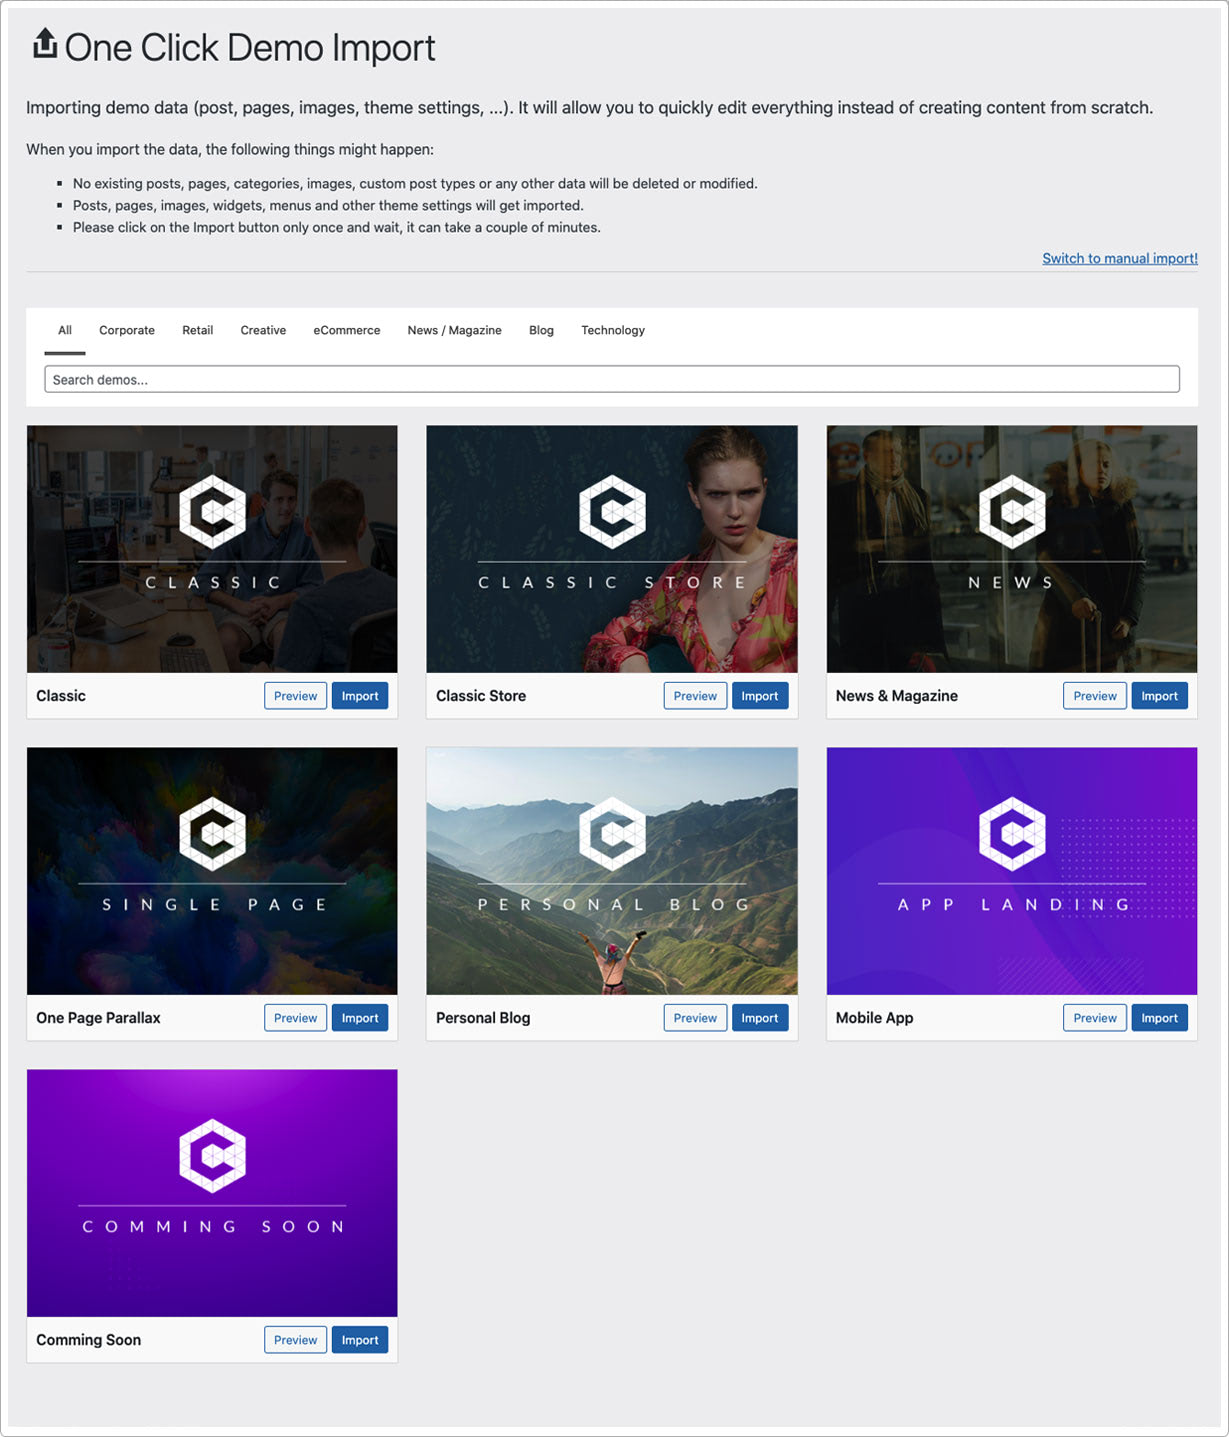 One Click Demo Import
Importing demo data (post, pages, images, theme settings, ...). It will allow you to quickly edit everything instead of creating content from scratch.
When you import the data, the following things might happen:
No existing posts, pages, categories, images, custom post types or any other data will be deleted or modified.
Posts, pages, images, widgets, menus and other theme settings will get imported.
Please click on the Import button only once and wait, it can take a couple of minutes.
Switch to manual import!
All Corporate Retail Creative eCommerce News / Magazine Blog Technology
Search demos...
CLASSIC
CLASSIC STORE
NEWS
Classic Preview Import
Classic Store Preview Import
News & Magazine Preview Import
SINGLE PAGE
PERSONAL BLOG
APP LANDING
One Page Parallax Preview Import
Personal Blog Preview Import
Mobile App Preview Import
COMMING SOON
Comming Soon Preview Import